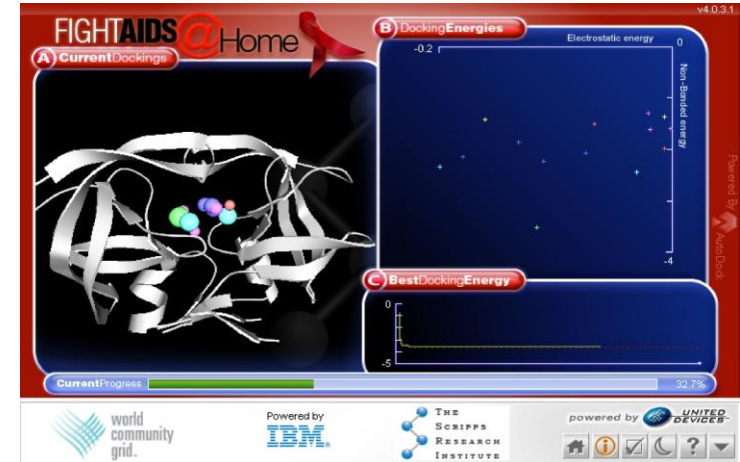 v4.0.3.1
FIGHTAIDS@Home
A CurrentDockings
B DockingEnergies
Electrostatic energy
-0.2
0
Non-Bonded energy
-4
Powered By AutoDock
C BestDockingEnergy
0
-5
CurrentProgress
32.7%
world
community
grid.
Powered by
IBM.
THE
SCRIPPS
RESEARCH
INSTITUTE
powered by UNITED
DEVICES
?